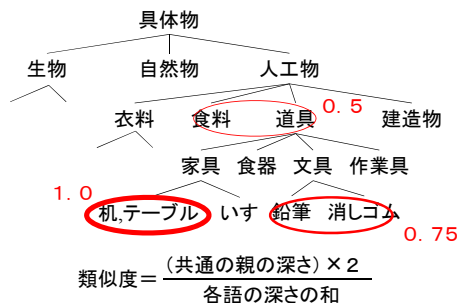 具体物
生物 自然物 人工物
衣料 食料 道具 0.5 建造物
家具 食器 文具 作業具
1.0
机,テーブル いす 鉛筆 消しゴム
0.75
類似度=(共通の親の深さ)×2
各語の深さの和